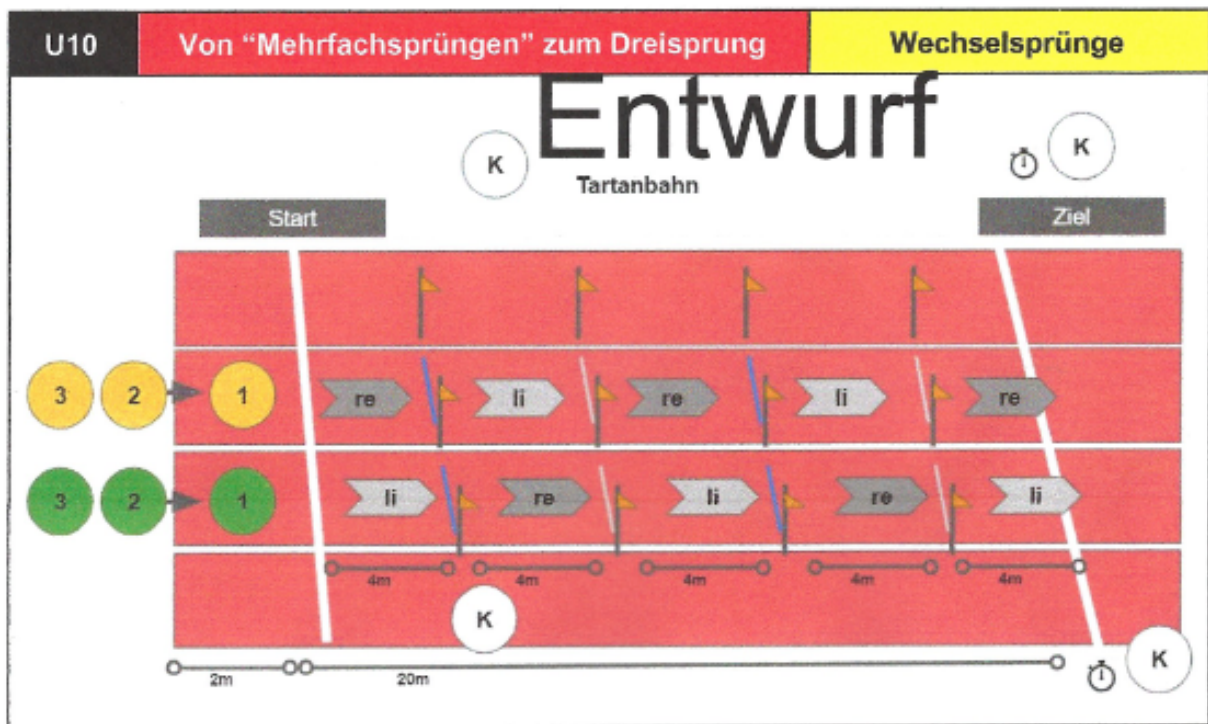 U10 Von "Mehrfachsprüngen" zum Dreisprung Wechselsprünge
Entwurf
K K
Tartanbahn
Start Ziel
3 2 1 re li re li re
3 2 1 li re li re li
4m 4m 4m 4m 4m
K K
2m 20m